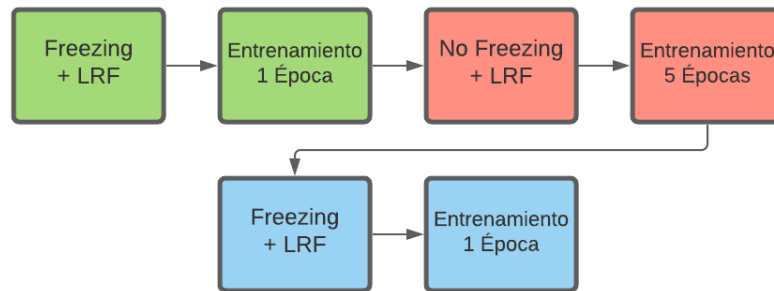 Freezing
+ LRF
Entrenamiento
1 Época
No Freezing
+ LRF
Entrenamiento
5 Épocas
Freezing
+ LRF
Entrenamiento
1 Época